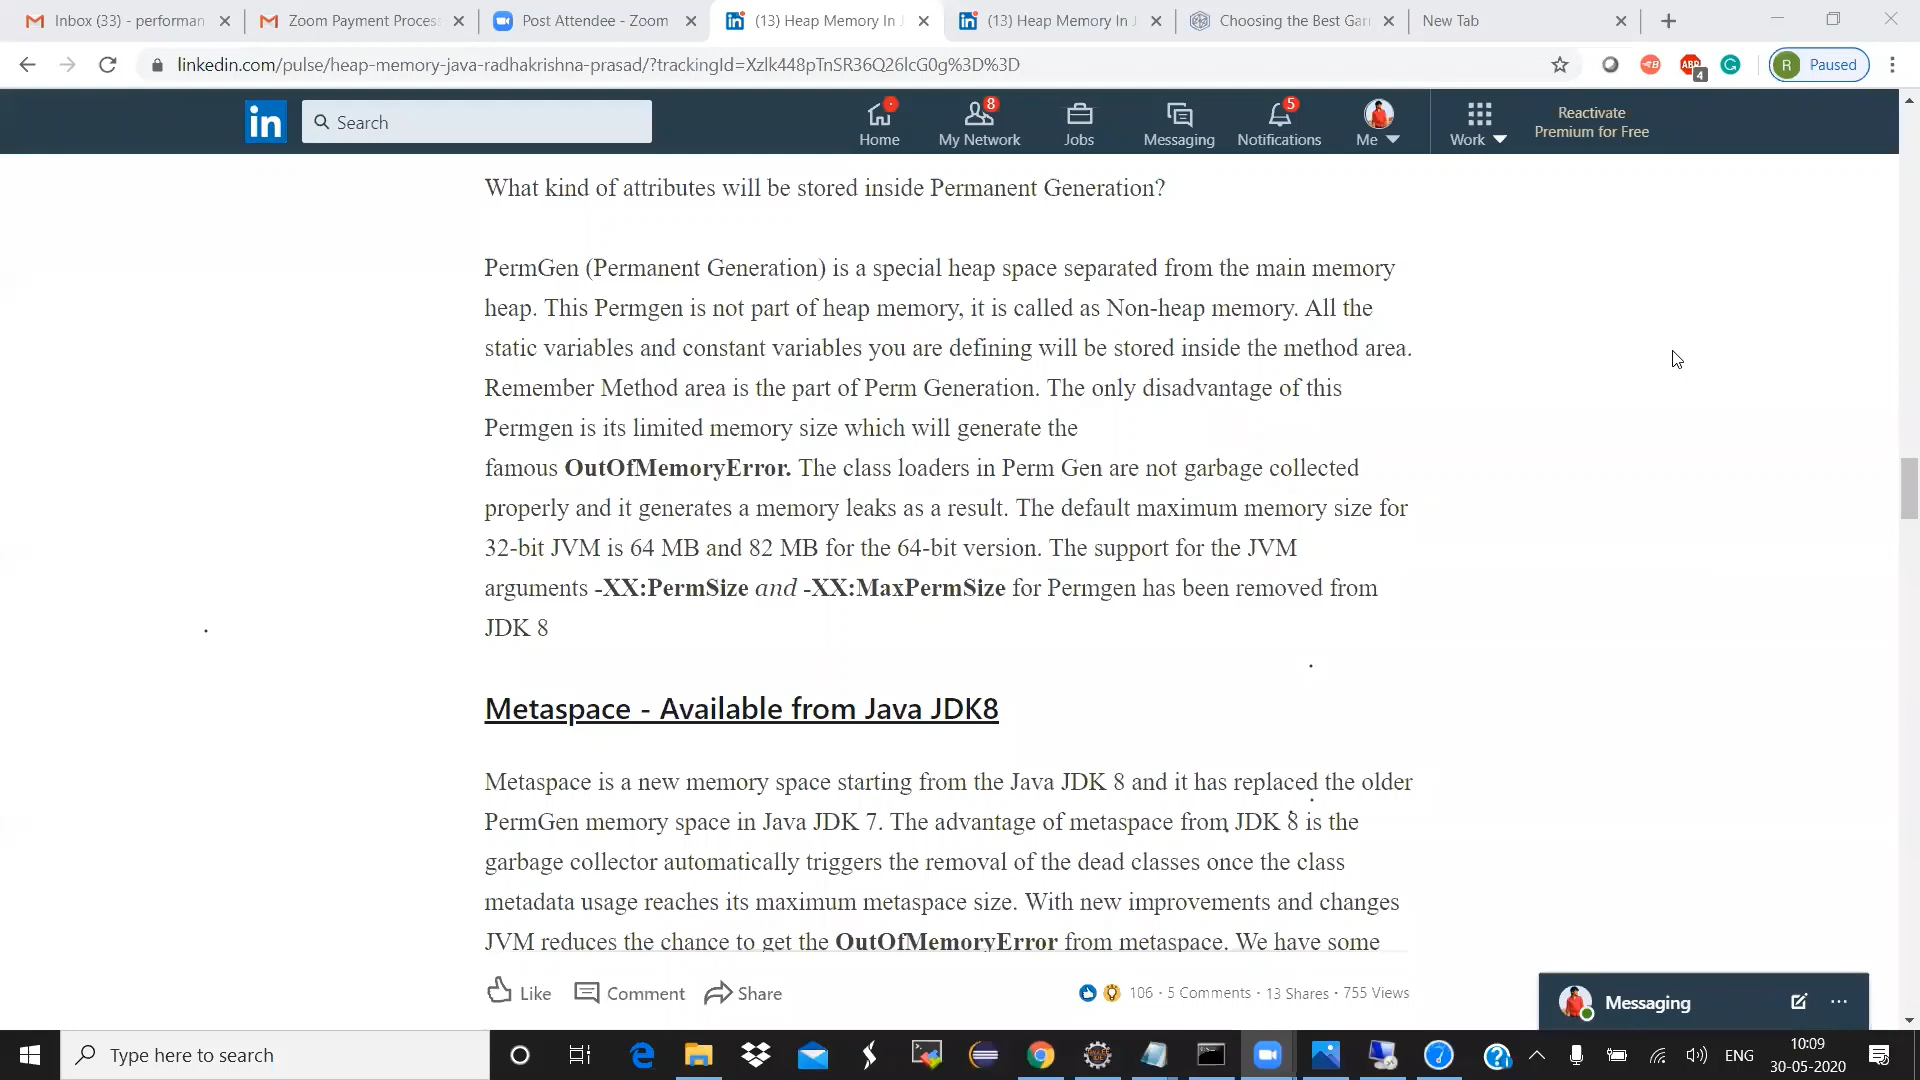 Inbox (33) - performan
Zoom Payment Process
Post Attendee - Zoom
(13) Heap Memory In J
(13) Heap Memory In J
Choosing the Best Gar
New Tab
linkedin.com/pulse/heap-memory-java-radhakrishna-prasad/?trackingId=Xzlk448pTnSR36Q26lcG0g%3D%3D
ABP
4
R
Paused
in
Search
Home
8
My Network
Jobs
Messaging
5
Notifications
Me
Work
Reactivate
Premium for Free
What kind of attributes will be stored inside Permanent Generation?
PermGen (Permanent Generation) is a special heap space separated from the main memory
heap. This Permgen is not part of heap memory, it is called as Non-heap memory. All the
static variables and constant variables you are defining will be stored inside the method area.
Remember Method area is the part of Perm Generation. The only disadvantage of this
Permgen is its limited memory size which will generate the
famous OutOfMemoryError. The class loaders in Perm Gen are not garbage collected
properly and it generates a memory leaks as a result. The default maximum memory size for
32-bit JVM is 64 MB and 82 MB for the 64-bit version. The support for the JVM
arguments -XX:PermSize and -XX:MaxPermSize for Permgen has been removed from
JDK 8
Metaspace - Available from Java JDK8
Metaspace is a new memory space starting from the Java JDK 8 and it has replaced the older
PermGen memory space in Java JDK 7. The advantage of metaspace from JDK 8 is the
garbage collector automatically triggers the removal of the dead classes once the class
metadata usage reaches its maximum metaspace size. With new improvements and changes
JVM reduces the chance to get the OutOfMemoryError from metaspace. We have some
Like
Comment
Share
106 · 5 Comments · 13 Shares · 755 Views
Messaging
Type here to search
ENG
10:09
30-05-2020